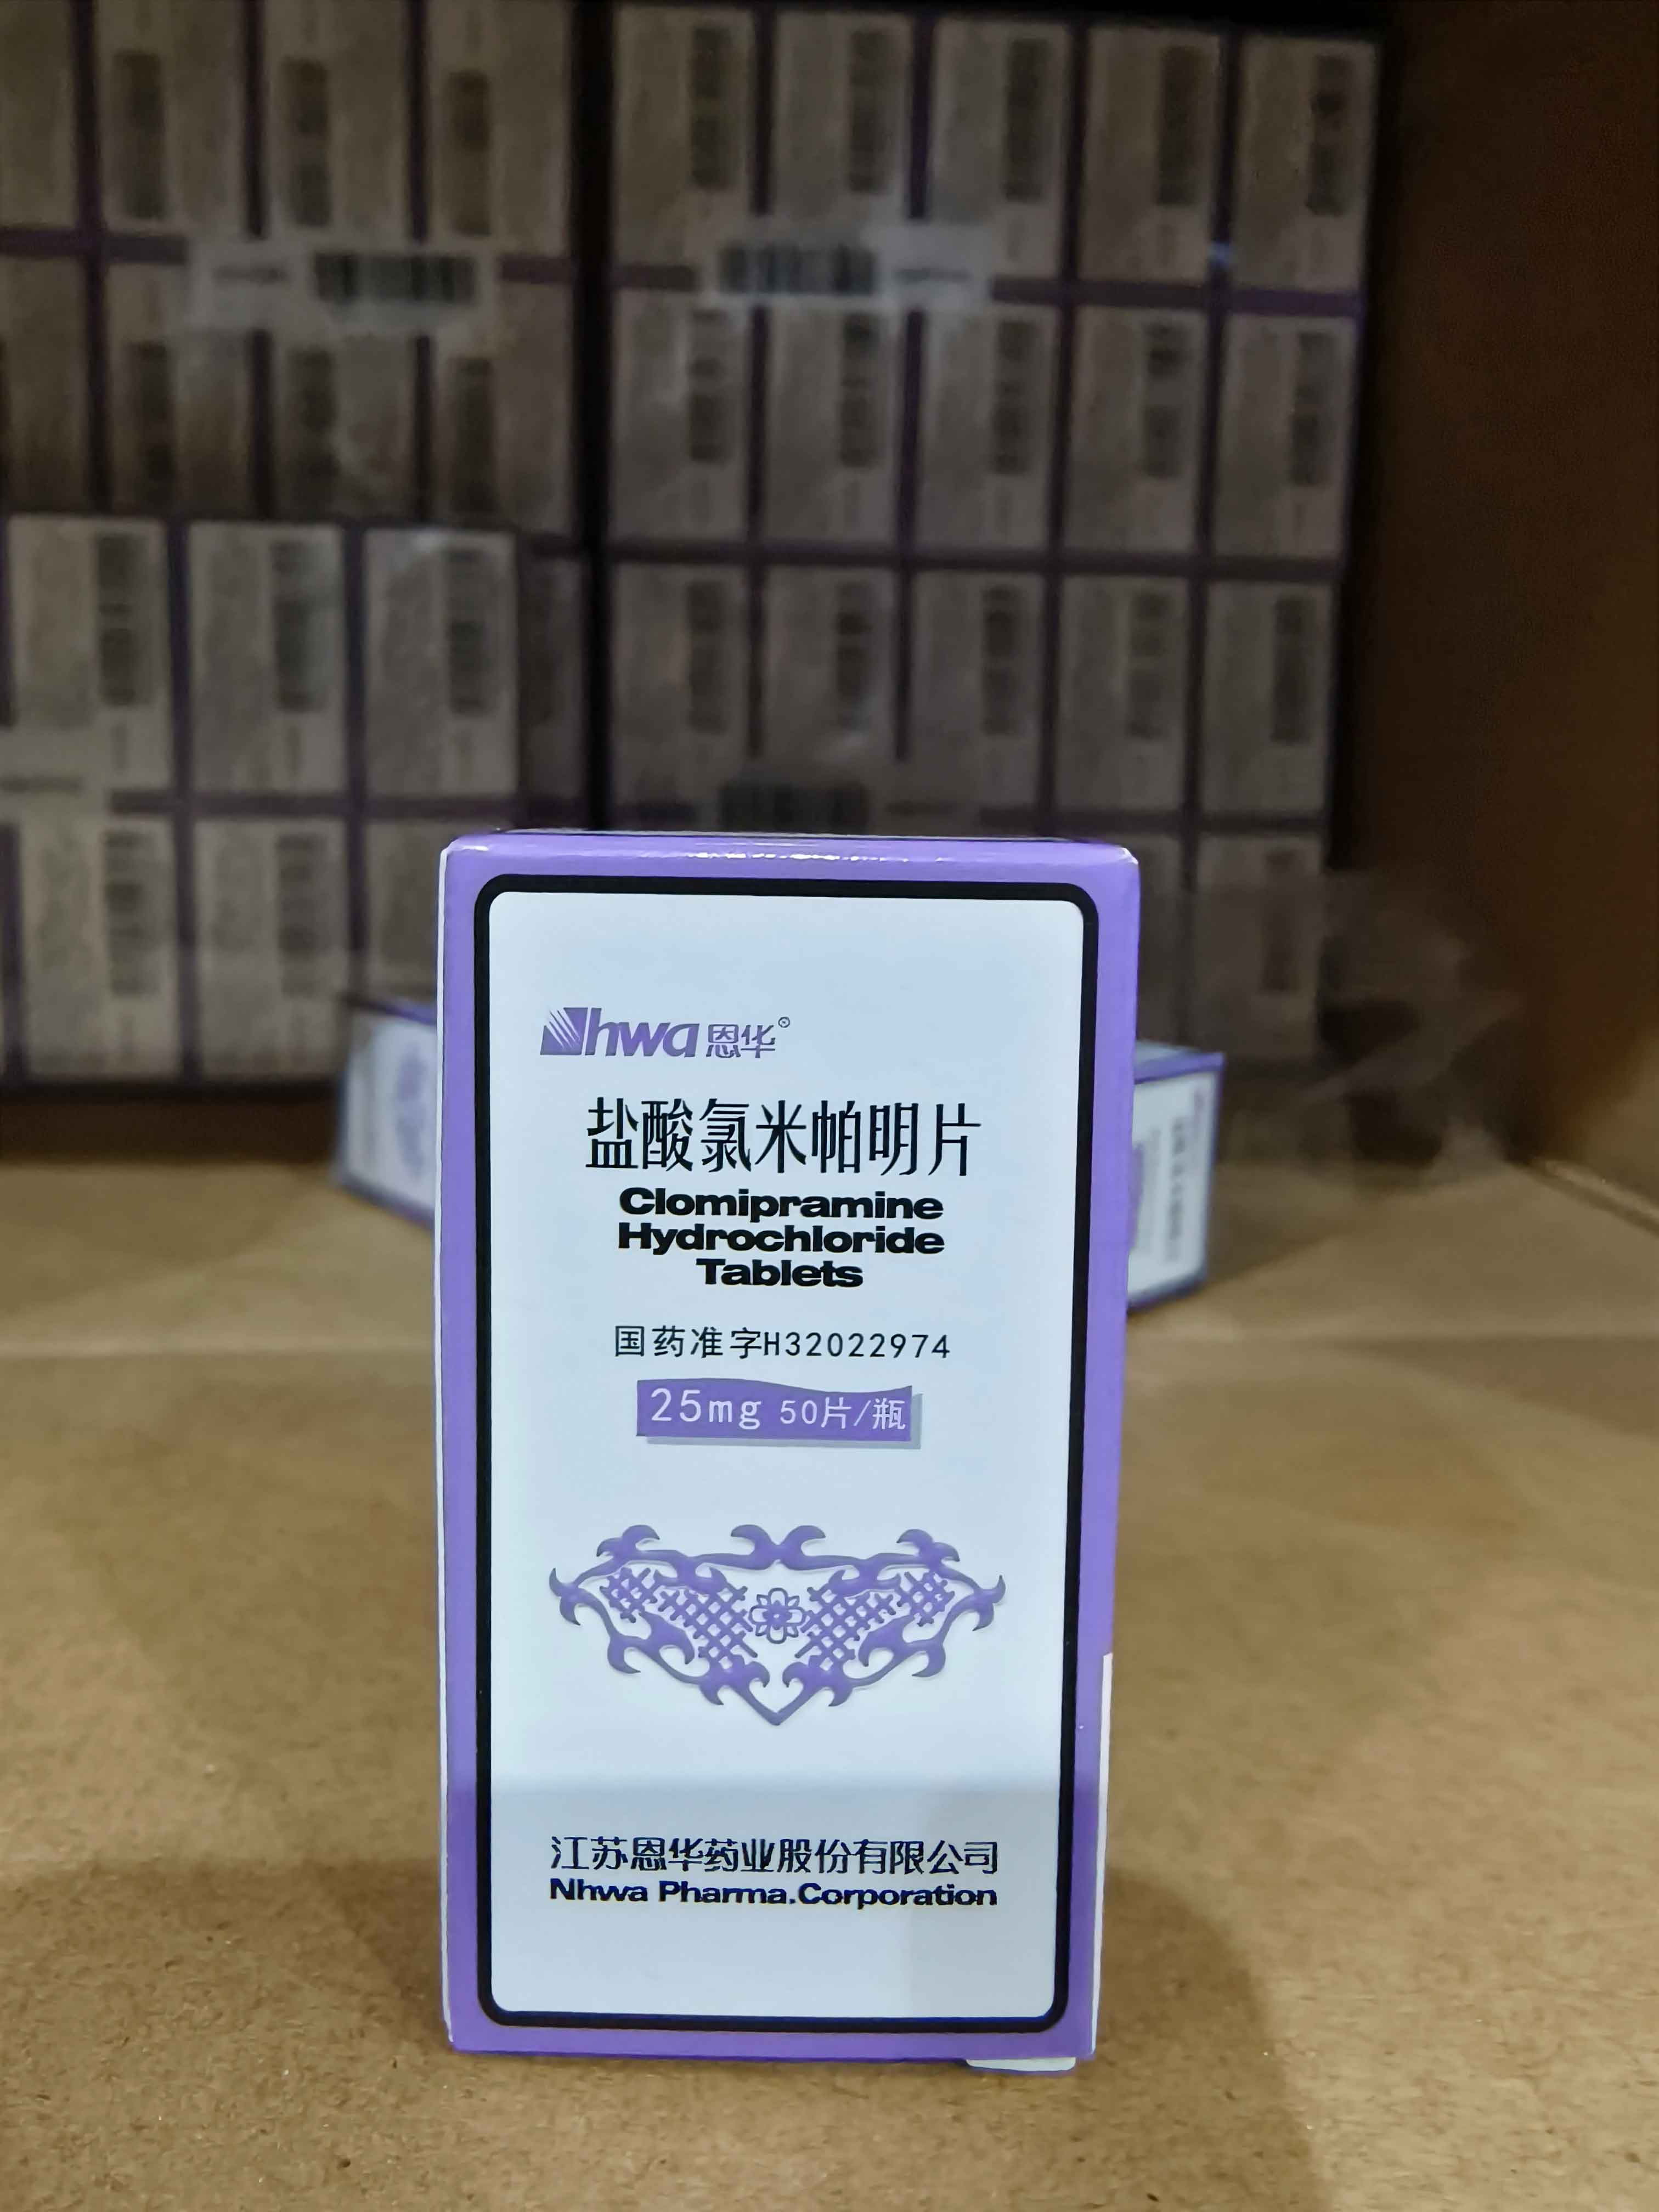 Nhwa 恩华®
盐酸氯米帕明片
Clomipramine
Hydrochloride
Tablets
国药准字H32022974
25mg 50片/瓶
江苏恩华药业股份有限公司
Nhwa Pharma.Corporation